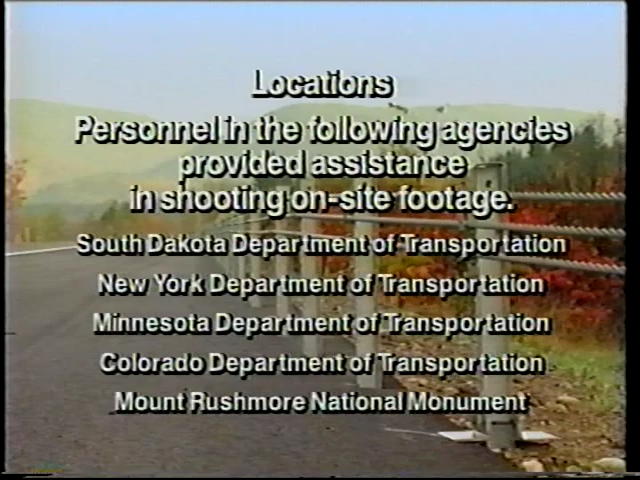 Locations
Personnel in the following agencies
provided assistance
in shooting on-site footage.
South Dakota Department of Transportation
New York Department of Transportation
Minnesota Department of Transportation
Colorado Department of Transportation
Mount Rushmore National Monument